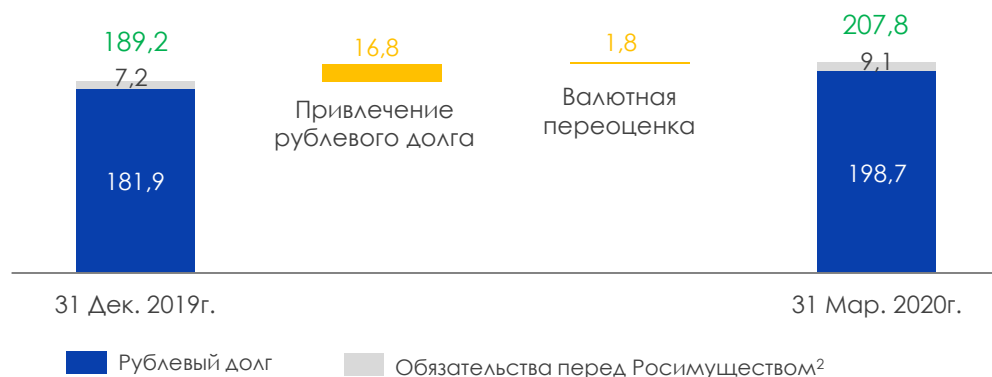 189,2
7,2
181,9
16,8
Привлечение
рублевого долга
1,8
Валютная
переоценка
207,8
9,1
198,7
31 Дек. 2019г.
31 Мар. 2020г.
Рублевый долг
Обязательства перед Росимуществом²